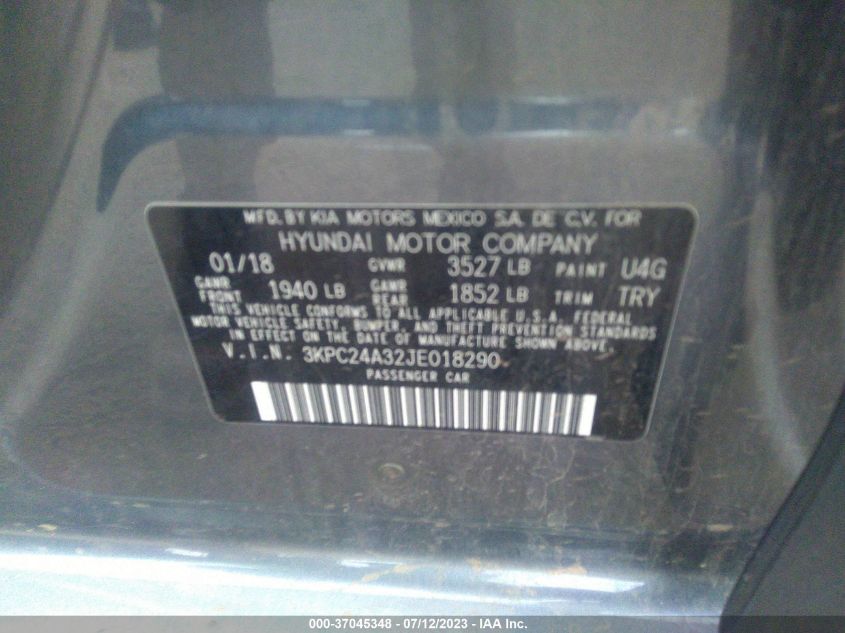 MFD. BY KIA MOTORS MEXICO S.A. DE C.V. FOR
HYUNDAI MOTOR COMPANY
01/18 GVWR 3527 LB PAINT U4G
GAWR FRONT 1940 LB GAWR REAR 1852 LB TRIM TRY
THIS VEHICLE CONFORMS TO ALL APPLICABLE U.S.A. FEDERAL
MOTOR VEHICLE SAFETY, BUMPER, AND THEFT PREVENTION STANDARDS
IN EFFECT ON THE DATE OF MANUFACTURE SHOWN ABOVE.
V.I.N. 3KPC24A32JE018290
PASSENGER CAR
000-37045348 - 07/12/2023 - IAA Inc.